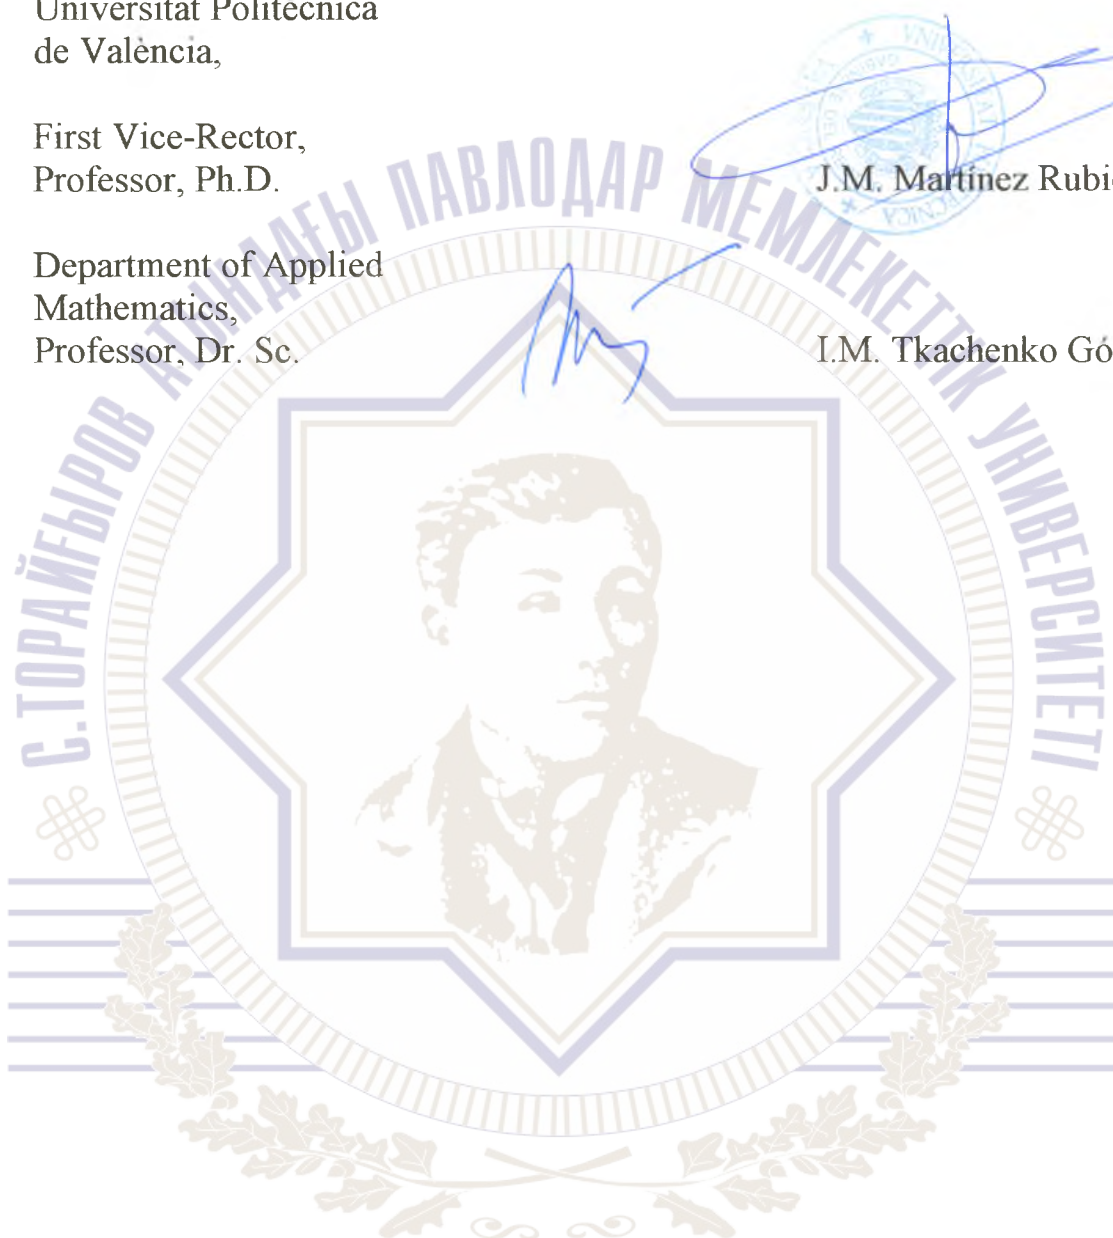 Universitat Politècnica
de València,
First Vice-Rector,
Professor, Ph.D.
J.M. Martínez Rubio
Department of Applied
Mathematics,
Professor, Dr. Sc.
I.M. Tkachenko Gó
С.ТОРАЙҒЫРОВ АТЫНДАҒЫ ПАВЛОДАР МЕМЛЕКЕТТІК УНИВЕРСИТЕТІ